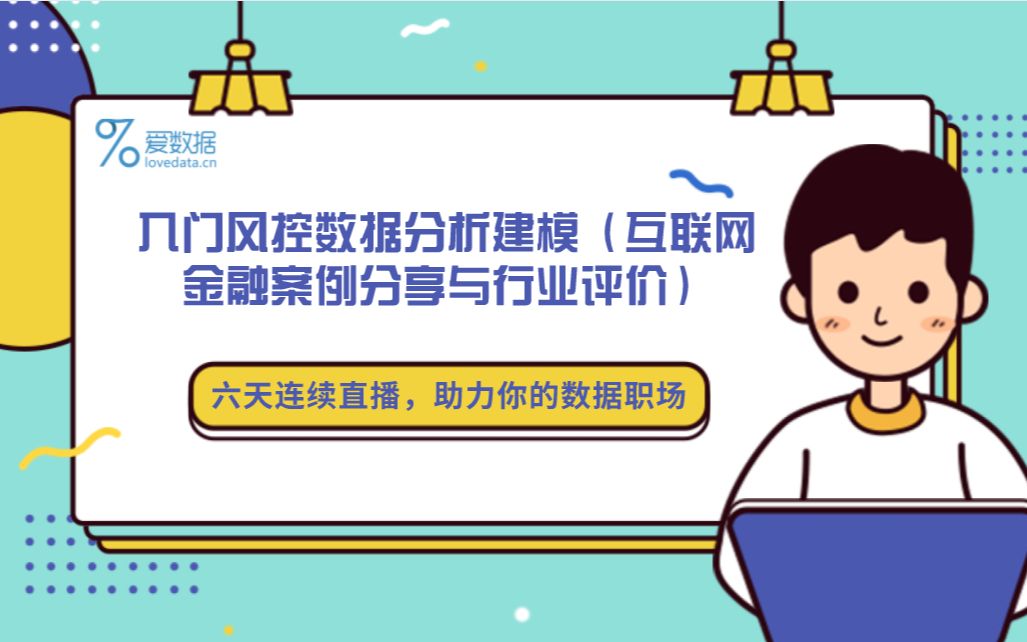 爱数据
lovedata.cn
入门风控数据分析建模（互联网
金融案例分享与行业评价）
六天连续直播，助力你的数据职场